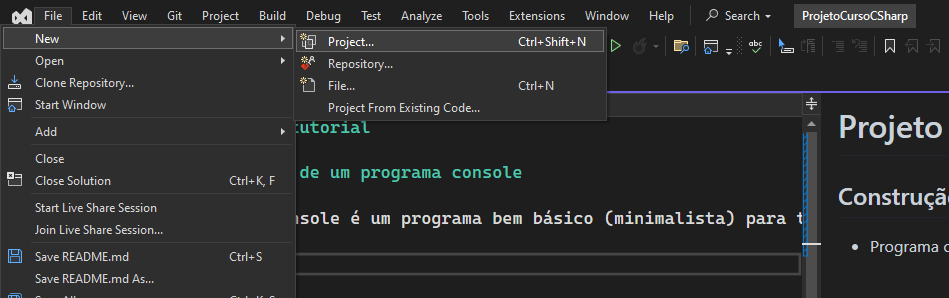 File Edit View Git Project Build Debug Test Analyze Tools Extensions Window Help Search ProjetoCursoCSharp
New
Project... Ctrl+Shift+N
Open
Repository...
Clone Repository...
File... Ctrl+N
Start Window
Project From Existing Code...
abc
Add
Close
Close Solution Ctrl+K, F
Start Live Share Session
Join Live Share Session...
Save README.md Ctrl+S
Save README.md As...
tutorial
de um programa console
nsole é um programa bem básico (minimalista) para t
Projeto
Construçã
• Programa